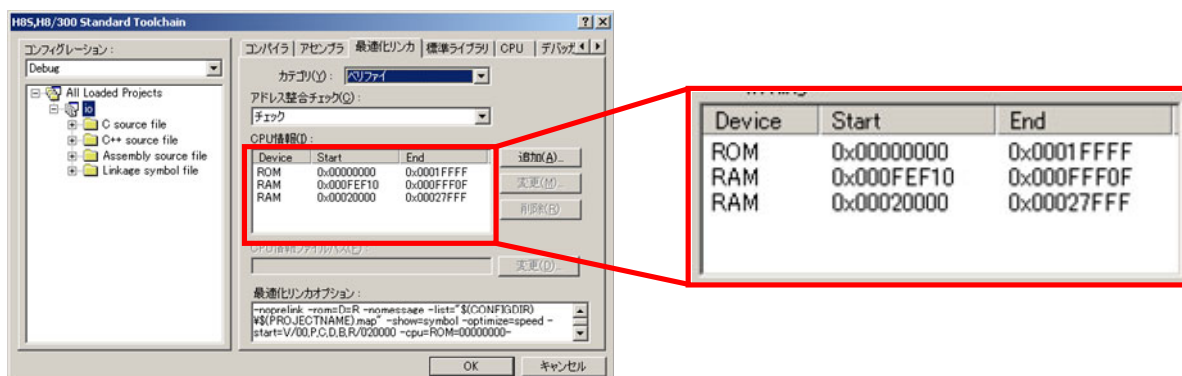 H8S,H8/300 Standard Toolchain
コンフィグレーション :
Debug
All Loaded Projects
io
C source file
C++ source file
Assembly source file
Linkage symbol file
コンパイラ アセンブラ 最適化リンカ 標準ライブラリ CPU デバッガ
カテゴリ(Y) : ベリファイ
アドレス整合チェック(C) :
チェック
CPU情報(I) :
Device Start End
ROM 0x00000000 0x0001FFFF
RAM 0x000FEF10 0x000FFF0F
RAM 0x00020000 0x00027FFF
追加(A)...
変更(M)...
削除(R)
変更(D)...
最適化リンカオプション :
-noprelink -rom=D=R -nomessage -list="$(CONFIGDIR)
¥$(PROJECTNAME).map" -show=symbol -optimize=speed -
start=V/00,P,C,D,B,R/020000 -cpu=ROM=00000000-
OK キャンセル
Device Start End
ROM 0x00000000 0x0001FFFF
RAM 0x000FEF10 0x000FFF0F
RAM 0x00020000 0x00027FFF